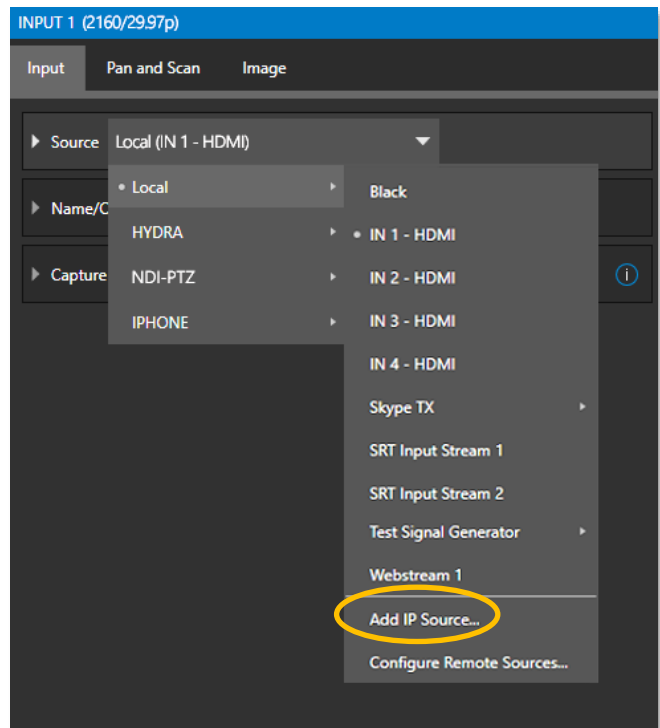 INPUT 1 (2160/29.97p)
Input Pan and Scan Image
Source Local (IN 1 - HDMI)
Name/C
Capture
Local
HYDRA
NDI-PTZ
IPHONE
Black
IN 1 - HDMI
IN 2 - HDMI
IN 3 - HDMI
IN 4 - HDMI
Skype TX
SRT Input Stream 1
SRT Input Stream 2
Test Signal Generator
Webstream 1
Add IP Source...
Configure Remote Sources...